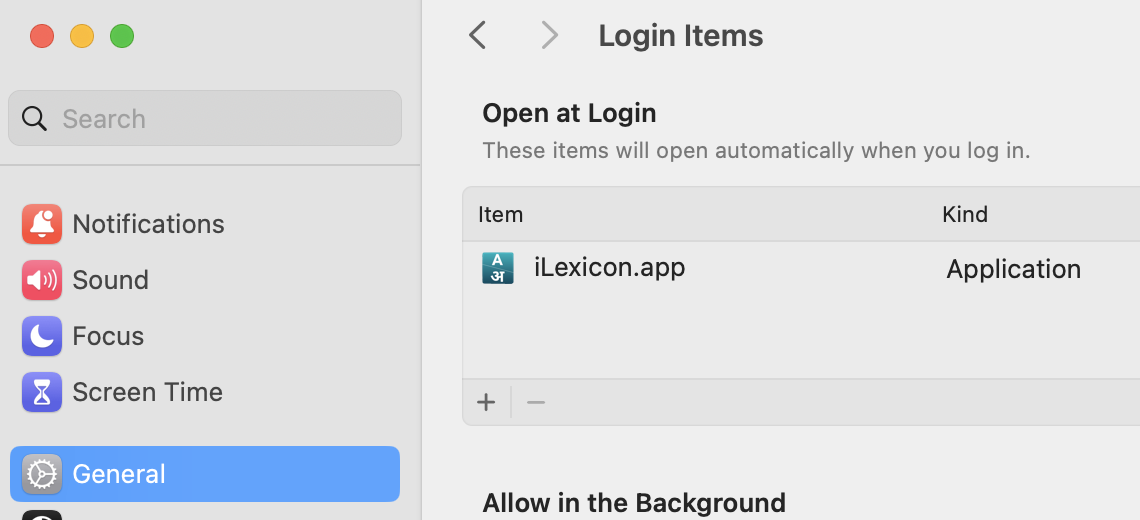 Login Items
Search
Notifications
Sound
Focus
Screen Time
General
Open at Login
These items will open automatically when you log in.
Item Kind
A
अ
iLexicon.app Application
Allow in the Background